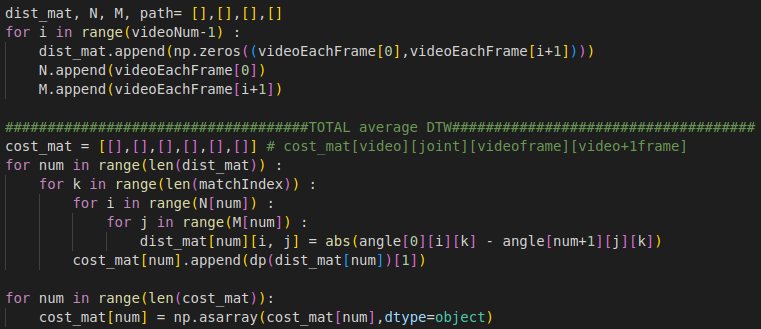 dist_mat, N, M, path= [],[],[],[]
for i in range(videoNum-1) :
    dist_mat.append(np.zeros((videoEachFrame[0],videoEachFrame[i+1])))
    N.append(videoEachFrame[0])
    M.append(videoEachFrame[i+1])

####################################TOTAL average DTW####################################
cost_mat = [[],[],[],[],[],[]] # cost_mat[video][joint][videoframe][video+1frame]
for num in range(len(dist_mat)) :
    for k in range(len(matchIndex)) :
        for i in range(N[num]) :
            for j in range(M[num]) :
                dist_mat[num][i, j] = abs(angle[0][i][k] - angle[num+1][j][k])
        cost_mat[num].append(dp(dist_mat[num])[1])

for num in range(len(cost_mat)):
    cost_mat[num] = np.asarray(cost_mat[num],dtype=object)